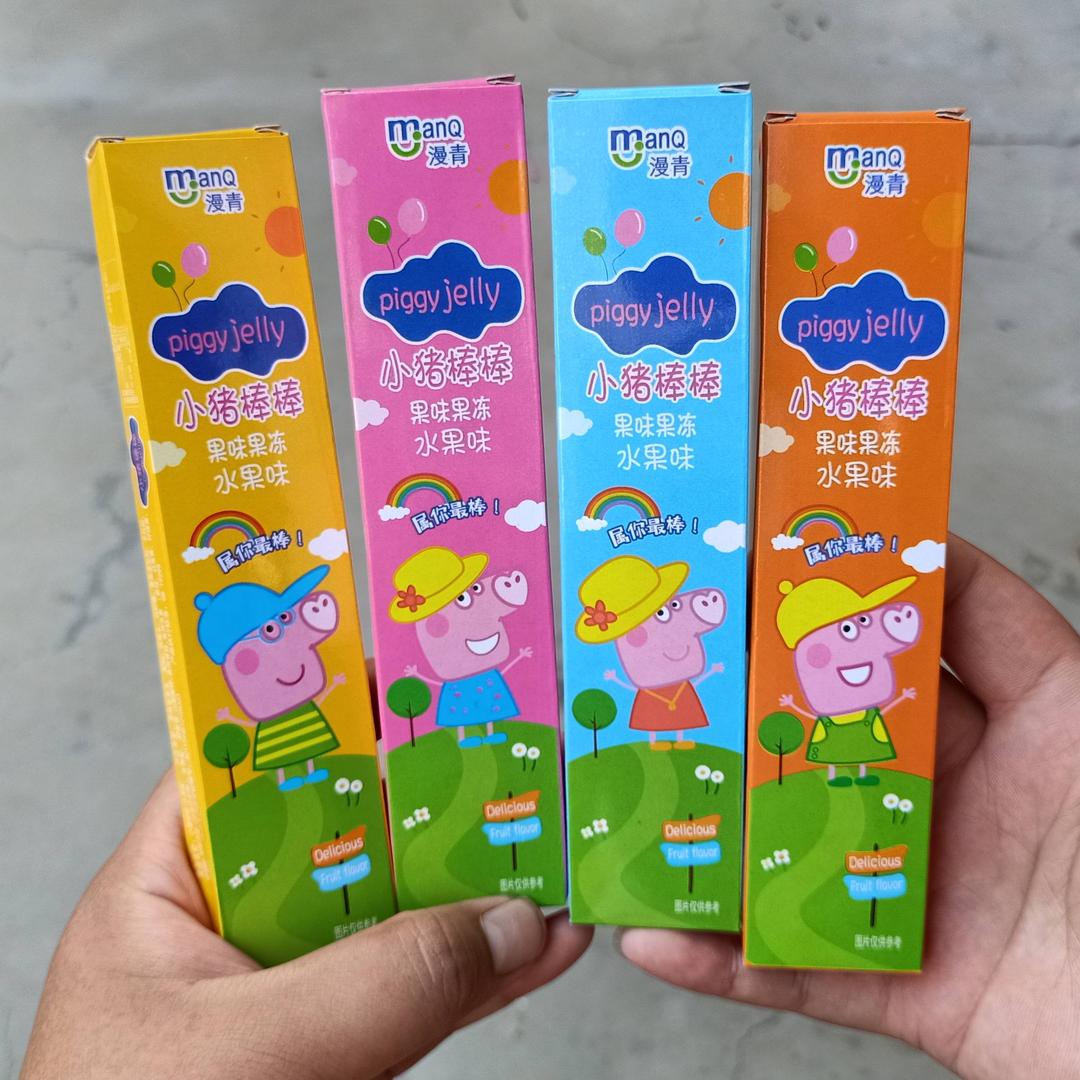 manQ
漫青
piggy jelly
小猪棒棒
果味果冻
水果味
属你最棒！
Delicious
Fruit flavor
图片仅供参考
manQ
漫青
piggy jelly
小猪棒棒
果味果冻
水果味
属你最棒！
Delicious
Fruit flavor
图片仅供参考
manQ
漫青
piggy jelly
小猪棒棒
果味果冻
水果味
属你最棒！
Delicious
Fruit flavor
图片仅供参考
manQ
漫青
piggy jelly
小猪棒棒
果味果冻
水果味
属你最棒！
Delicious
Fruit flavor
图片仅供参考